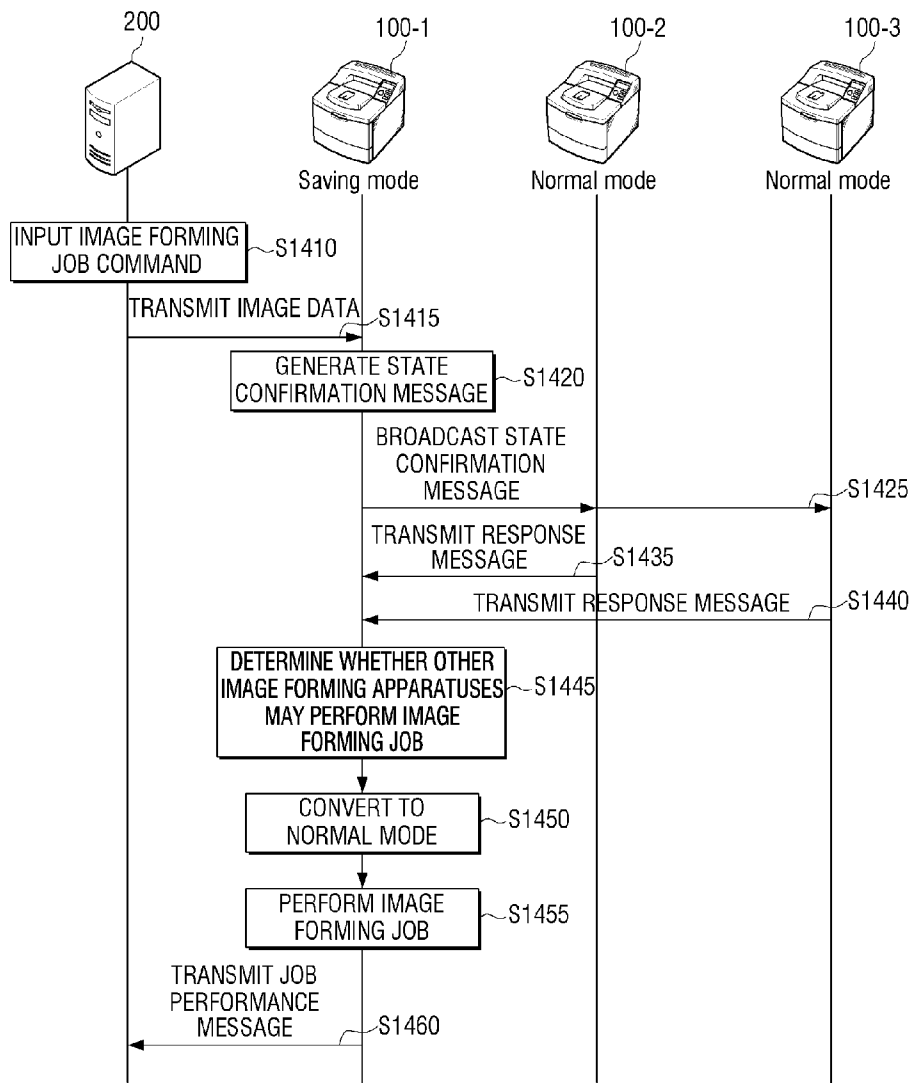 200
100-1
100-2
100-3
Saving mode
Normal mode
Normal mode
INPUT IMAGE FORMING
JOB COMMAND
S1410
TRANSMIT IMAGE DATA
S1415
GENERATE STATE
CONFIRMATION MESSAGE
S1420
BROADCAST STATE
CONFIRMATION
MESSAGE
S1425
TRANSMIT RESPONSE
MESSAGE
S1435
TRANSMIT RESPONSE MESSAGE
S1440
DETERMINE WHETHER OTHER
IMAGE FORMING APPARATUSES
MAY PERFORM IMAGE
FORMING JOB
S1445
CONVERT TO
NORMAL MODE
S1450
PERFORM IMAGE
FORMING JOB
S1455
TRANSMIT JOB
PERFORMANCE
MESSAGE
S1460